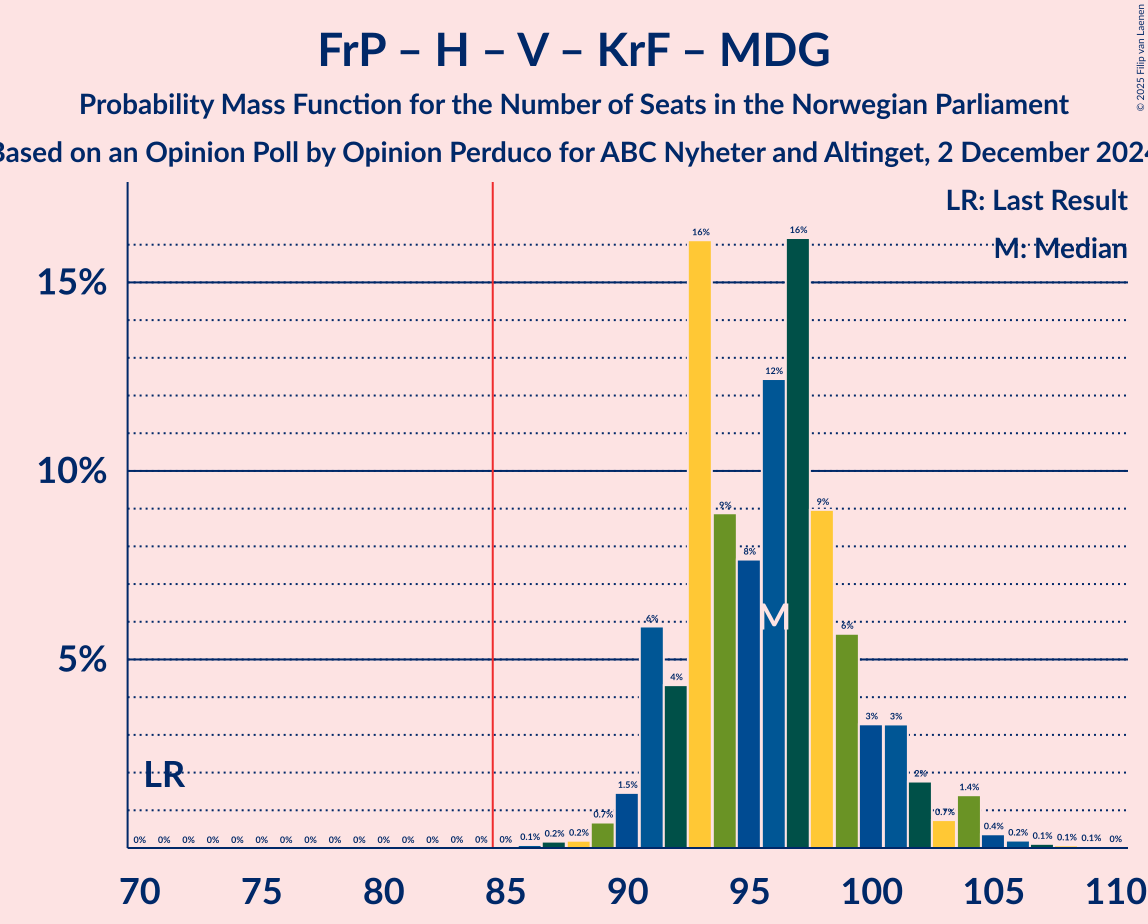 FrP – H – V – KrF – MDG
Probability Mass Function for the Number of Seats in the Norwegian Parliament
Based on an Opinion Poll by Opinion Perduco for ABC Nyheter and Altinget, 2 December 2024
© 2025 Filip van Laenen
LR: Last Result
M: Median
15%
10%
5%
LR
M
0% 0% 0% 0% 0% 0% 0% 0% 0% 0% 0% 0% 0% 0% 0% 0% 0.1% 0.2% 0.2% 0.7% 1.5% 6% 4% 16% 9% 8% 12% 16% 9% 6% 3% 3% 2% 0.7% 1.4% 0.4% 0.2% 0.1% 0.1% 0.1% 0%
70 75 80 85 90 95 100 105 110